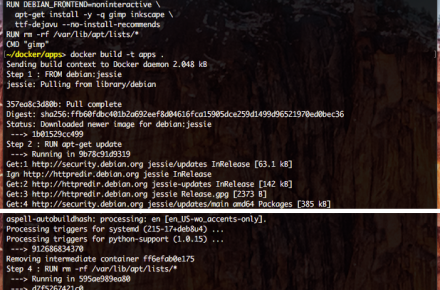 RUN DEBIAN_FRONTEND=noninteractive \
apt-get install -y -q gimp inkscape \
ttf-dejavu --no-install-recommends
RUN rm -rf /var/lib/apt/lists/*
CMD "gimp"
~/docker/apps> docker build -t apps .
Sending build context to Docker daemon 2.048 kB
Step 1 : FROM debian:jessie
jessie: Pulling from library/debian
357ea8c3d80b: Pull complete
Digest: sha256:ffb60fdbc401b2a692eef8d04616fca15905dce259d1499d96521970ed0bec36
Status: Downloaded newer image for debian:jessie
---> 1b01529cc499
Step 2 : RUN apt-get update
---> Running in 9b78c91d9319
Get:1 http://security.debian.org jessie/updates InRelease [63.1 kB]
Ign http://httpredir.debian.org jessie InRelease
Get:2 http://httpredir.debian.org jessie-updates InRelease [142 kB]
Get:3 http://httpredir.debian.org jessie Release.gpg [2373 B]
Get:4 http://security.debian.org jessie/updates/main amd64 Packages [385 kB]
aspell-autobuildhash: processing: en [en_US-wo_accents-only].
Processing triggers for systemd (215-17+deb8u4) ...
Processing triggers for python-support (1.0.15) ...
---> 912686834370
Removing intermediate container ff6efab0e175
Step 4 : RUN rm -rf /var/lib/apt/lists/*
---> Running in 595ae989ea80
---> d7f5267421c0